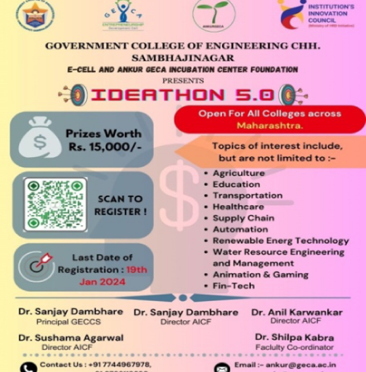 GECA
INSTITUTION'S
INNOVATION
COUNCIL
GOVERNMENT COLLEGE OF ENGINEERING CHH.
SAMBHAJINAGAR
E-CELL AND ANKUR GECA INCUBATION CENTER FOUNDATION
PRESENTS
IDEATHON 5.0
Open For All Colleges across
Maharashtra.
Prizes Worth
Rs. 15,000/-
Topics of interest include,
but are not limited to :-
Agriculture
Education
Transportation
Healthcare
Supply Chain
Automation
Renewable Energ Technology
Water Resource Engineering
and Management
Animation & Gaming
Fin-Tech
SCAN TO
REGISTER !
Last Date of
Registration : 19th
Jan 2024
Dr. Sanjay Dambhare
Principal GECCS
Dr. Sanjay Dambhare
Director AICF
Dr. Anil Karwankar
Director AICF
Dr. Sushama Agarwal
Director AICF
Dr. Shilpa Kabra
Faculty Co-ordinator
Contact Us : +91 7744967978,
Email :- ankur@geca.ac.in